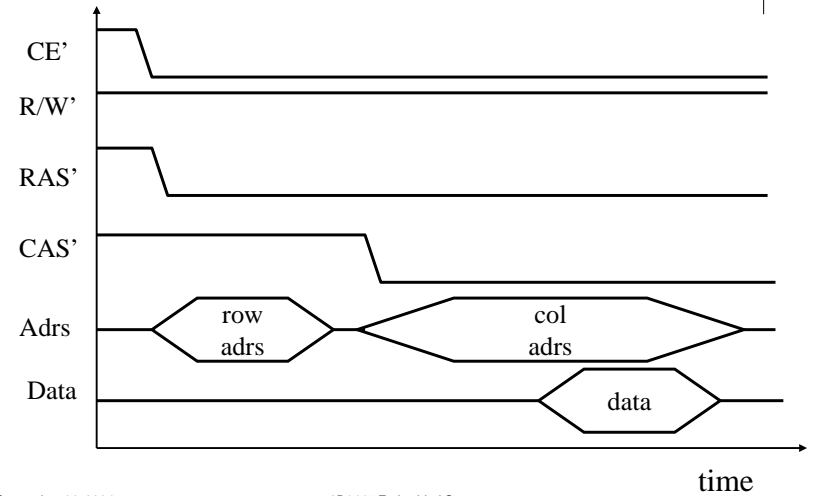 CE’
R/W’
RAS’
CAS’
Adrs
row
adrs
col
adrs
Data
data
time